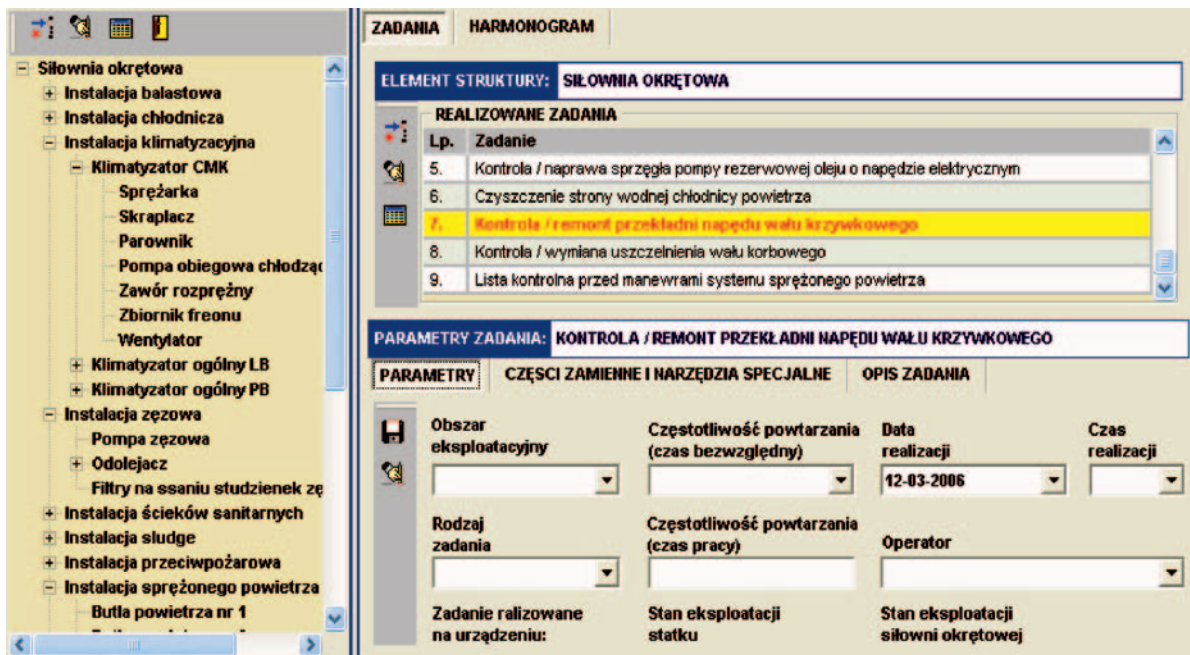 Siłownia okrętowa
Instalacja balastowa
Instalacja chłodnicza
Instalacja klimatyzacyjna
Klimatyzator CMK
Sprężarka
Skraplacz
Parownik
Pompa obiegowa chłodząc
Zawór rozprężny
Zbiornik freonu
Wentylator
Klimatyzator ogólny LB
Klimatyzator ogólny PB
Instalacja zęzowa
Pompa zęzowa
Odolejacz
Filtry na ssaniu studzienek zę
Instalacja ścieków sanitarnych
Instalacja sludge
Instalacja przeciwpożarowa
Instalacja sprężonego powietrza
Butla powietrza nr 1
ZADANIA HARMONOGRAM
ELEMENT STRUKTURY: SIŁOWNIA OKRĘTOWA
REALIZOWANE ZADANIA
Lp. Zadanie
5. Kontrola / naprawa sprzęgła pompy rezerwowej oleju o napędzie elektrycznym
6. Czyszczenie strony wodnej chłodnicy powietrza
7. Kontrola / remont przekładni napędu wału krzywkowego
8. Kontrola / wymiana uszczelnienia wału korbowego
9. Lista kontrolna przed manewrami systemu sprężonego powietrza
PARAMETRY ZADANIA: KONTROLA / REMONT PRZEKŁADNI NAPĘDU WAŁU KRZYWKOWEGO
PARAMETRY CZĘSCI ZAMIENNE I NARZĘDZIA SPECJALNE OPIS ZADANIA
Obszar
eksploatacyjny
Częstotliwość powtarzania
(czas bezwzględny)
Data
realizacji
Czas
realizacji
12-03-2006
Rodzaj
zadania
Częstotliwość powtarzania
(czas pracy)
Operator
Zadanie ralizowane
na urządzeniu:
Stan eksploatacji
statku
Stan eksploatacji
siłowni okrętowej